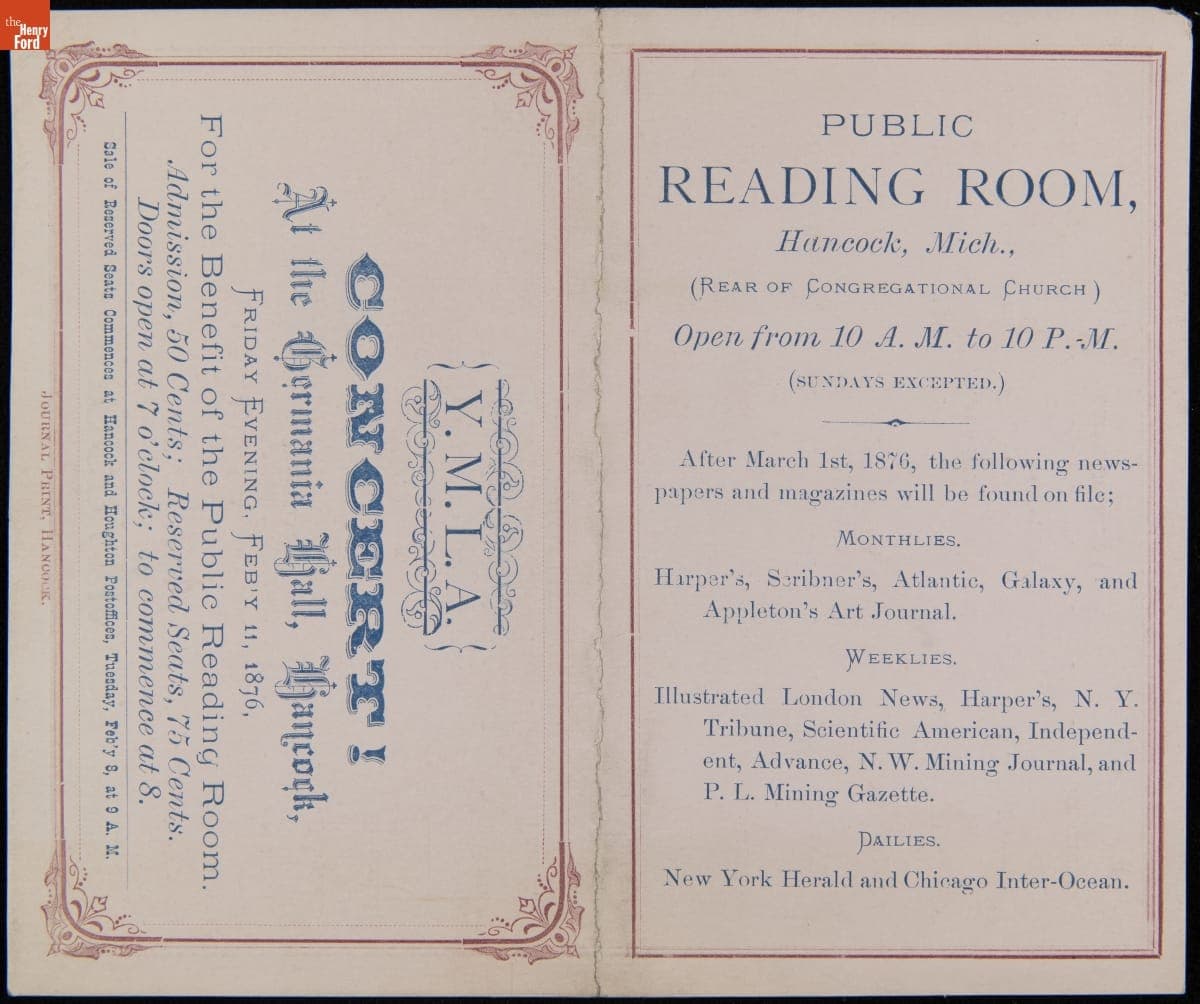 the
Henry
Ford
Y. M. L. A.
CONCERT!
At the Germania Hall, Hancock,
FRIDAY EVENING, FEB'Y 11, 1876,
For the Benefit of the Public Reading Room.
Admission, 50 Cents; Reserved Seats, 75 Cents.
Doors open at 7 o'clock; to commence at 8.
Sale of Reserved Seats Commences at Hancock and Houghton Postoffices, Tuesday, Feb'y 8, at 9 A. M.
JOURNAL PRINT, HANCOCK.
PUBLIC
READING ROOM,
Hancock, Mich.,
(REAR OF CONGREGATIONAL CHURCH)
Open from 10 A. M. to 10 P.-M.
(SUNDAYS EXCEPTED.)
After March 1st, 1876, the following news-
papers and magazines will be found on file;
MONTHLIES.
Harper's, Scribner's, Atlantic, Galaxy, and
Appleton's Art Journal.
WEEKLIES.
Illustrated London News, Harper's, N. Y.
Tribune, Scientific American, Independ-
ent, Advance, N. W. Mining Journal, and
P. L. Mining Gazette.
DAILIES.
New York Herald and Chicago Inter-Ocean.